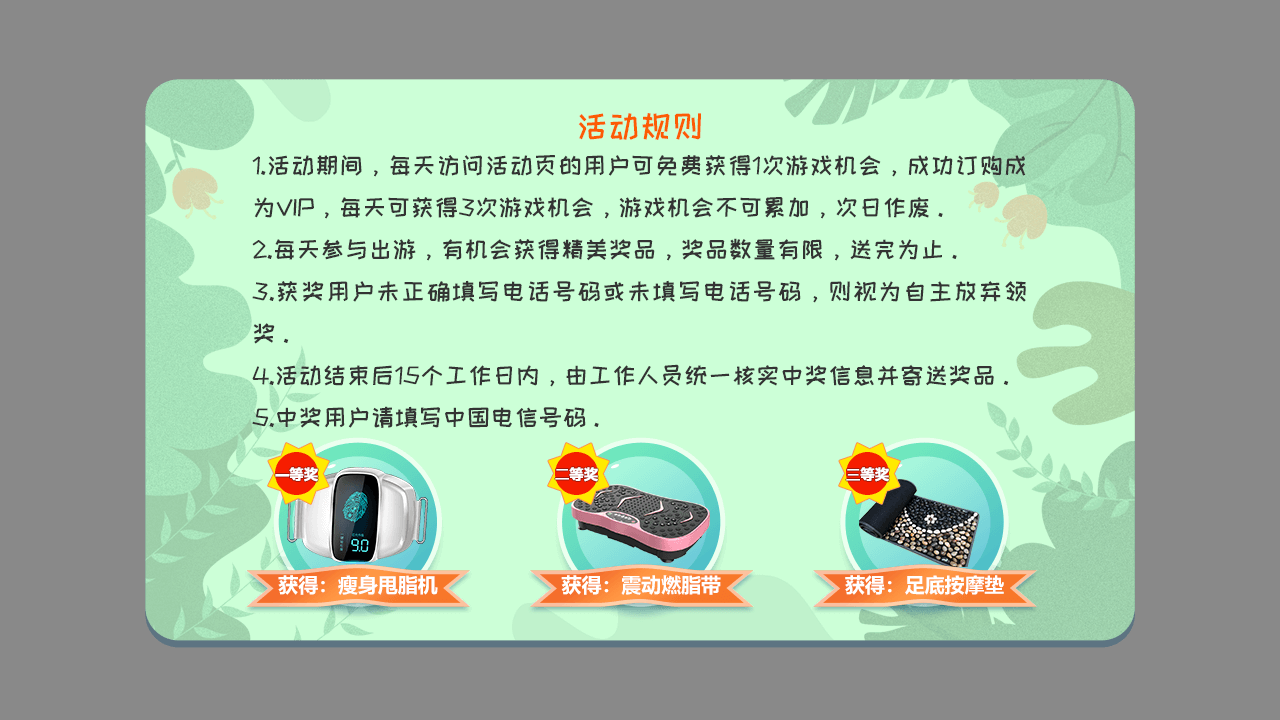 活动规则
1.活动期间，每天访问活动页的用户可免费获得1次游戏机会，成功订购成
为VIP，每天可获得3次游戏机会，游戏机会不可累加，次日作废．
2.每天参与出游，有机会获得精美奖品，奖品数量有限，送完为止．
3.获奖用户未正确填写电话号码或未填写电话号码，则视为自主放弃领
奖．
4.活动结束后15个工作日内，由工作人员统一核实中奖信息并寄送奖品．
5.中奖用户请填写中国电信号码．
一等奖
二等奖
三等奖
9.0
获得：瘦身甩脂机
获得：震动燃脂带
获得：足底按摩垫